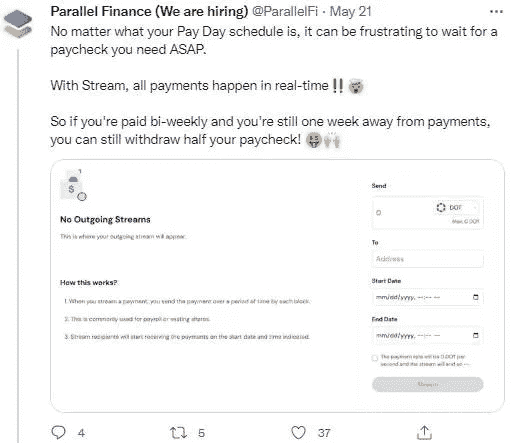 Parallel Finance (We are hiring) @ParallelFi · May 21
No matter what your Pay Day schedule is, it can be frustrating to wait for a
paycheck you need ASAP.
With Stream, all payments happen in real-time !! 🤯
So if you're paid bi-weekly and you're still one week away from payments,
you can still withdraw half your paycheck! 🤑🙌
No Outgoing Streams
This is where your outgoing stream will appear.
How this works?
1. When you stream a payment, you send the payment over a period of time by each block.
2. This is commonly used for payroll or vesting shares.
3. Stream recipients will start receiving the payments on the start date and time indicated.
Send
0
DOT
Max: 0 DOT
To
Address
Start Date
mm/dd/yyyy, --:-- --
End Date
mm/dd/yyyy, --:-- --
The payment rate will be 0 DOT per
second and the stream will end on --
Stream
4
5
37